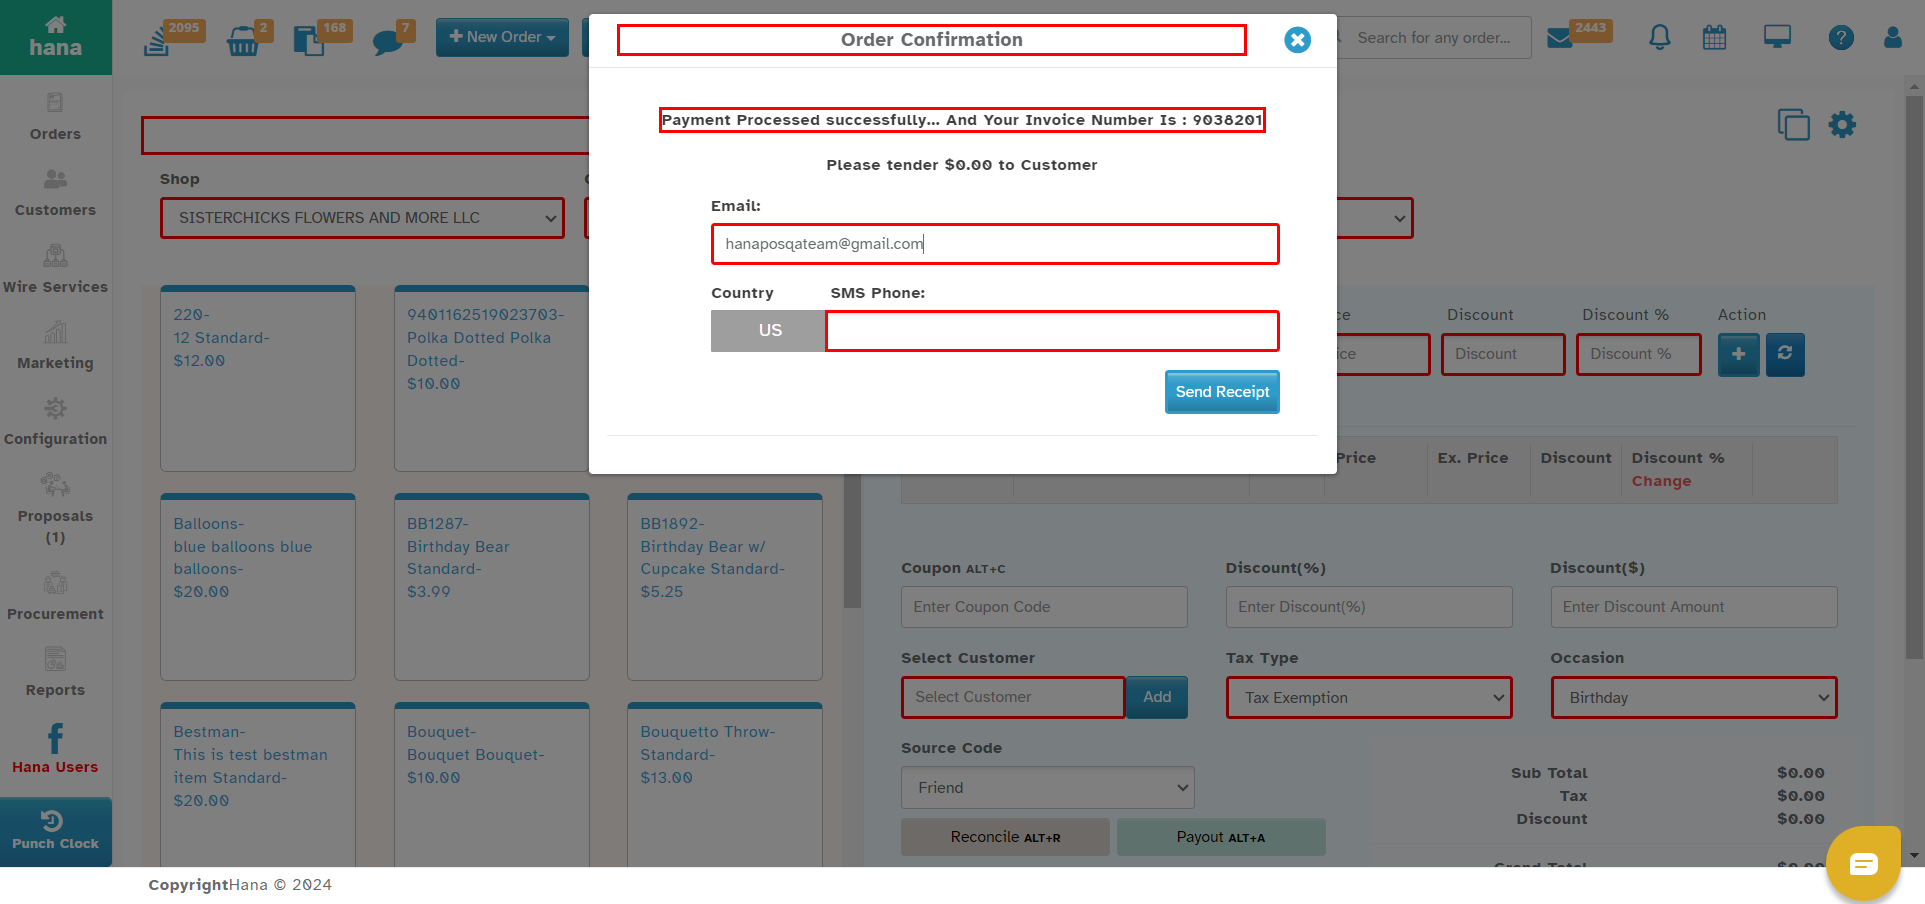 hana
2095
2
168
7
New Order
Order Confirmation
Search for any order...
2443
Orders
Customers
Wire Services
Marketing
Configuration
Proposals
(1)
Procurement
Reports
Hana Users
Punch Clock
Payment Processed successfully... And Your Invoice Number Is : 9038201
Please tender $0.00 to Customer
Email:
hanaposqateam@gmail.com
Country
SMS Phone:
US
Send Receipt
Shop
SISTERCHICKS FLOWERS AND MORE LLC
220-
12 Standard-
$12.00
9401162519023703-
Polka Dotted Polka
Dotted-
$10.00
Balloons-
blue balloons blue
balloons-
$20.00
BB1287-
Birthday Bear
Standard-
$3.99
BB1892-
Birthday Bear w/
Cupcake Standard-
$5.25
Bestman-
This is test bestman
item Standard-
$20.00
Bouquet-
Bouquet Bouquet-
$10.00
Bouquetto Throw-
Standard-
$13.00
Discount
Discount %
Action
Discount
Discount %
Price
Ex. Price
Discount
Discount %
Change
Coupon ALT+C
Discount(%)
Discount($)
Enter Coupon Code
Enter Discount(%)
Enter Discount Amount
Select Customer
Tax Type
Occasion
Select Customer
Add
Tax Exemption
Birthday
Source Code
Friend
Reconcile ALT+R
Payout ALT+A
Sub Total $0.00
Tax $0.00
Discount $0.00
Grand Total $0.00
CopyrightHana © 2024